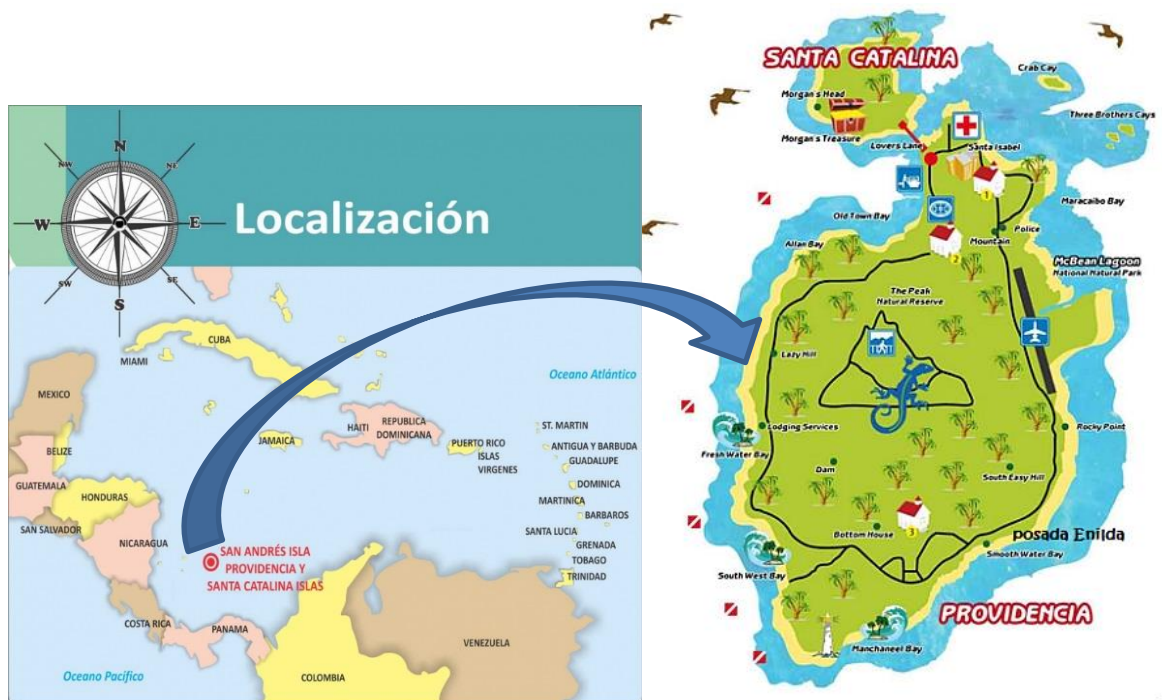 N
NW
NE
W
E
SW
SE
S
Localización
MIAMI
CUBA
Oceano Atlántico
MEXICO
BELIZE
JAMAICA
HAITI
REPUBLICA
DOMINICANA
PUERTO RICO
ISLAS
VIRGENES
ST. MARTIN
ANTIGUA Y BARBUDA
GUADALUPE
DOMINICA
MARTINICA
BARBAROS
SANTA LUCIA
GRENADA
TOBAGO
TRINIDAD
GUATEMALA
HONDURAS
SAN SALVADOR
NICARAGUA
SAN ANDRÉS ISLA
PROVIDENCIA Y
SANTA CATALINA ISLAS
COSTA RICA
PANAMA
VENEZUELA
COLOMBIA
Oceano Pacífico
SANTA CATALINA
Crab Cay
Morgan's Head
Three Brothers Cays
Morgan's Treasure
Lovers Lane
Santa Isabel
1
Maracaibo Bay
Old Town Bay
Police
Mountain
Allan Bay
2
McBean Lagoon
National Natural Park
The Peak
Natural Reserve
Lazy Hill
Lodging Services
Rocky Point
Fresh Water Bay
Dam
South Easy Hill
Bottom House
3
posada Enilda
Smooth Water Bay
South West Bay
PROVIDENCIA
Manchaneel Bay